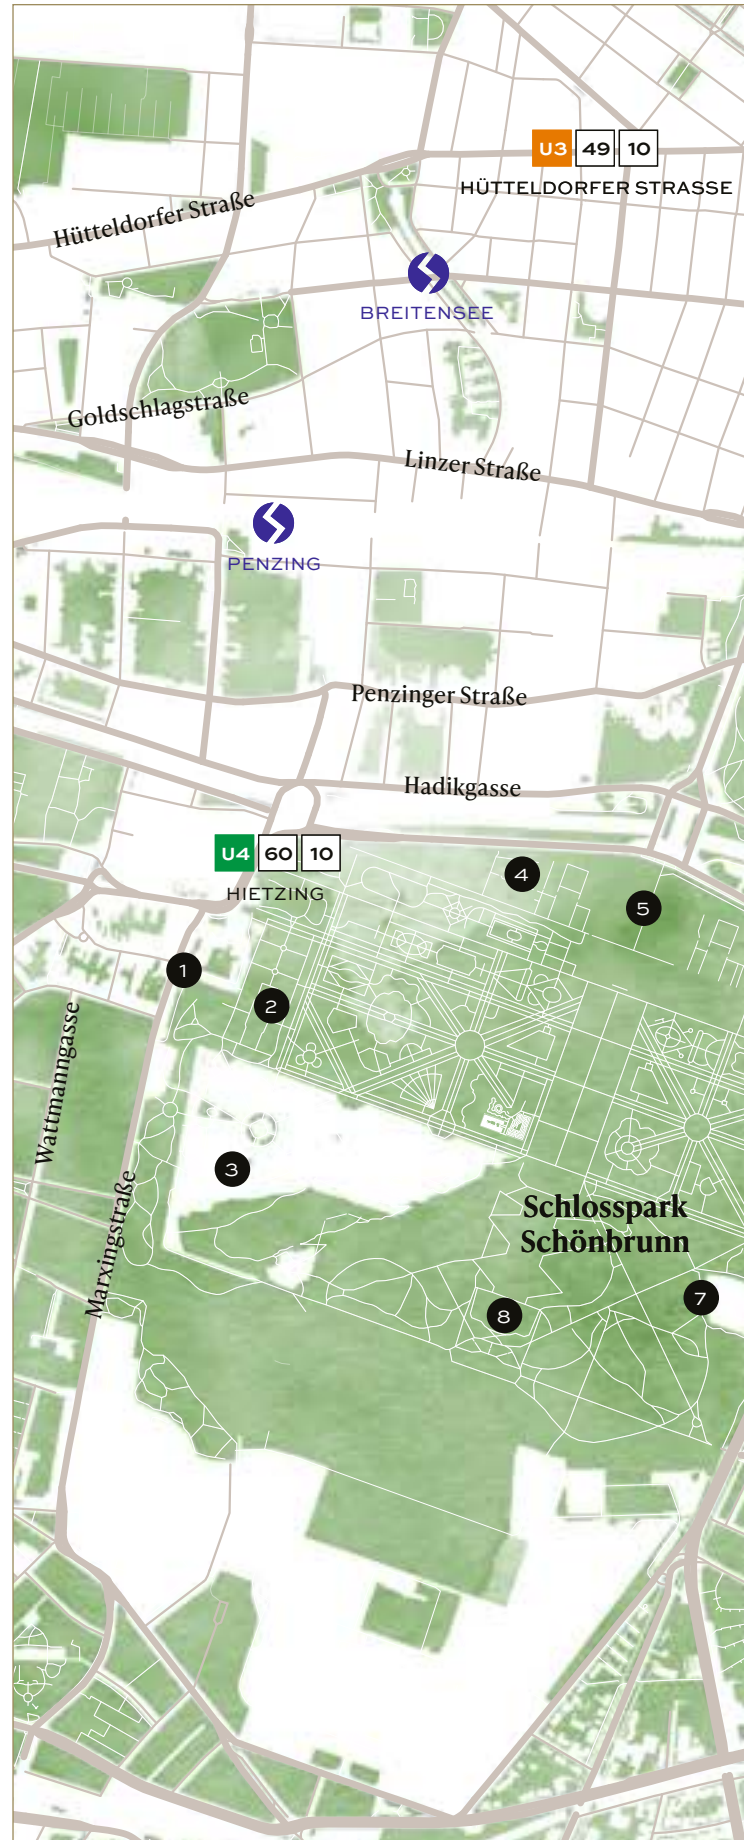 U3 49 10
HÜTTELDORFER STRASSE
Hütteldorfer Straße
BREITENSEE
Goldschlagstraße
Linzer Straße
PENZING
Penzinger Straße
Hadikgasse
U4 60 10
HIETZING
4
5
1
2
Wattmanngasse
3
Marxingstraße
Schlosspark
Schönbrunn
7
8